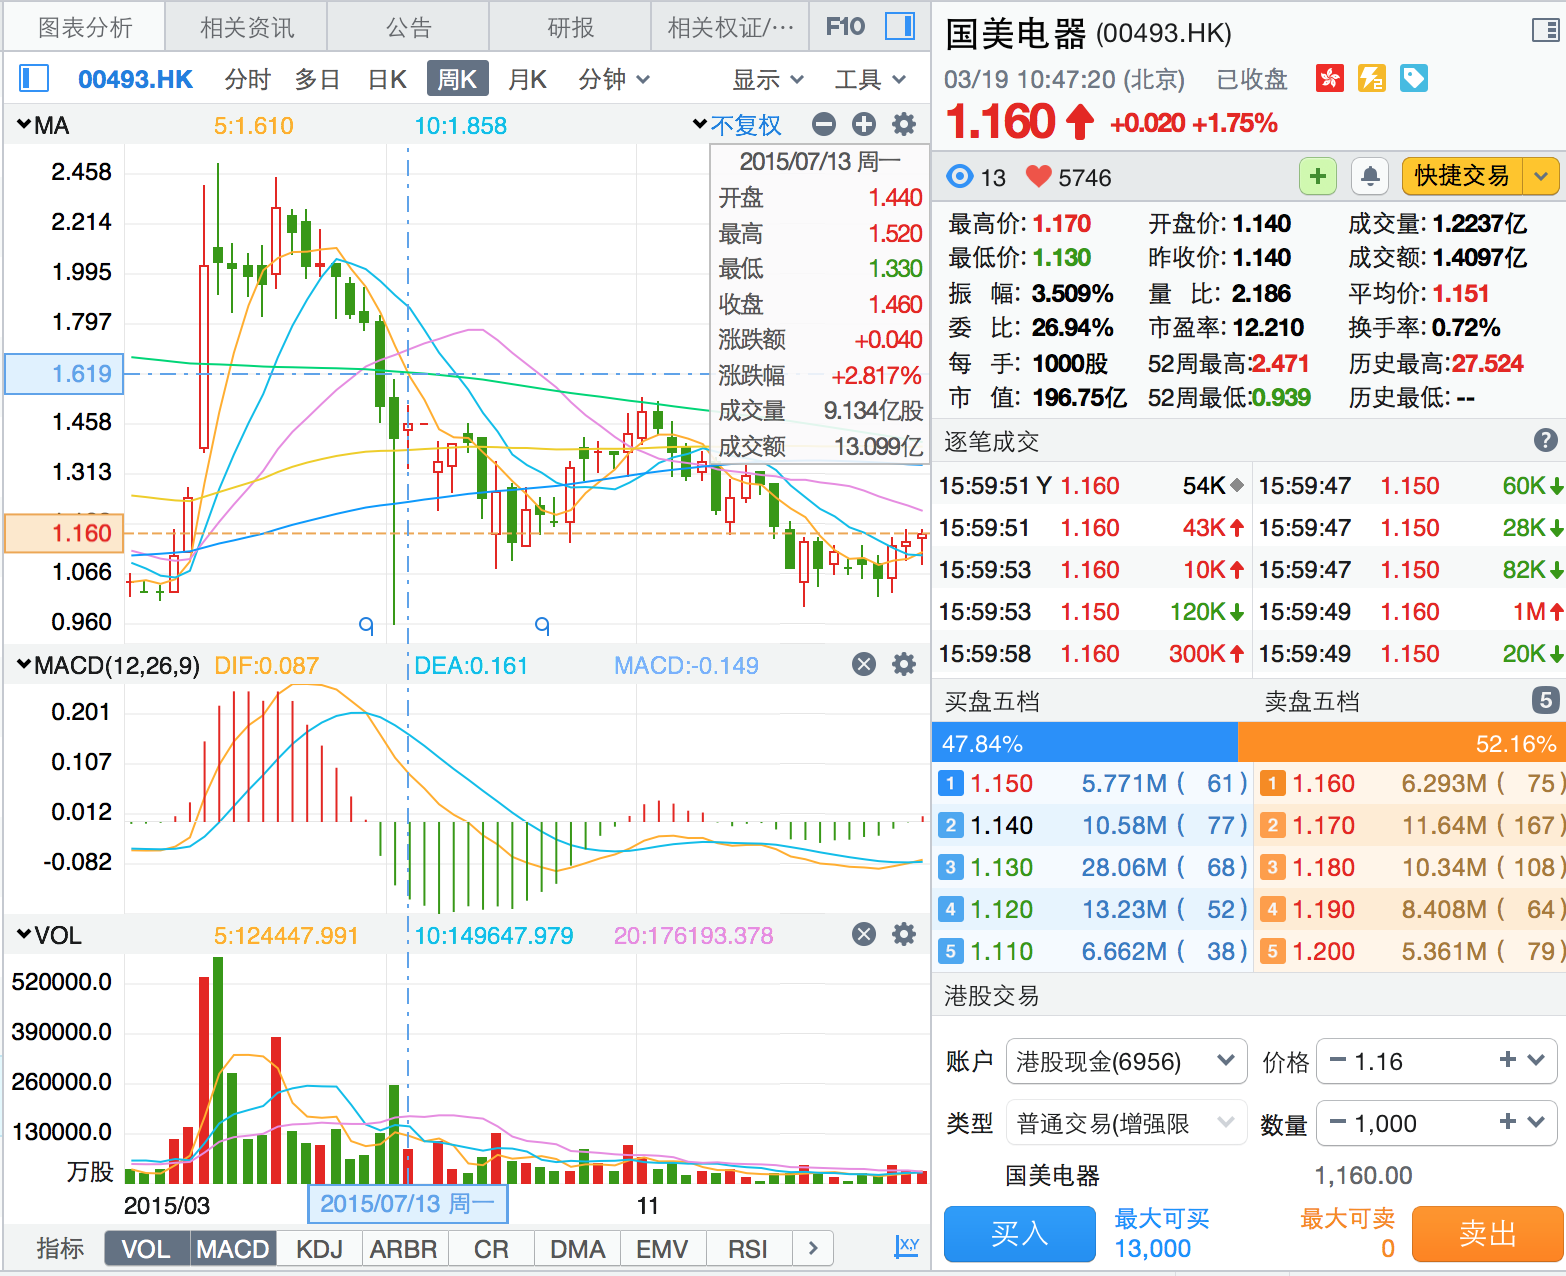 图表分析 相关资讯 公告 研报 相关权证/··· F10
00493.HK 分时 多日 日K 周K 月K 分钟 显示 工具
MA 5:1.610 10:1.858 不复权
2.458
2.214
1.995
1.797
1.619
1.458
1.313
1.160
1.066
0.960
2015/07/13 周一
开盘 1.440
最高 1.520
最低 1.330
收盘 1.460
涨跌额 +0.040
涨跌幅 +2.817%
成交量 9.134亿股
成交额 13.099亿
q q
MACD(12,26,9) DIF:0.087 DEA:0.161 MACD:-0.149
0.201
0.107
0.012
-0.082
VOL 5:124447.991 10:149647.979 20:176193.378
520000.0
390000.0
260000.0
130000.0
万股
2015/03 2015/07/13 周一 11
指标 VOL MACD KDJ ARBR CR DMA EMV RSI X,Y
国美电器 (00493.HK)
03/19 10:47:20 (北京) 已收盘 2
1.160 +0.020 +1.75%
13 5746 + 快捷交易
最高价: 1.170 开盘价: 1.140 成交量: 1.2237亿
最低价: 1.130 昨收价: 1.140 成交额: 1.4097亿
振 幅: 3.509% 量 比: 2.186 平均价: 1.151
委 比: 26.94% 市盈率: 12.210 换手率: 0.72%
每 手: 1000股 52周最高:2.471 历史最高:27.524
市 值: 196.75亿 52周最低:0.939 历史最低: --
逐笔成交 ?
15:59:51 Y 1.160 54K 15:59:47 1.150 60K
15:59:51 1.160 43K 15:59:47 1.150 28K
15:59:53 1.160 10K 15:59:47 1.150 82K
15:59:53 1.150 120K 15:59:49 1.160 1M
15:59:58 1.160 300K 15:59:49 1.150 20K
买盘五档 卖盘五档 5
47.84% 52.16%
1 1.150 5.771M ( 61) 1 1.160 6.293M ( 75)
2 1.140 10.58M ( 77) 2 1.170 11.64M (167)
3 1.130 28.06M ( 68) 3 1.180 10.34M (108)
4 1.120 13.23M ( 52) 4 1.190 8.408M ( 64)
5 1.110 6.662M ( 38) 5 1.200 5.361M ( 79)
港股交易
账户 港股现金(6956) 价格 − 1.16 +
类型 普通交易(增强限 数量 − 1,000 +
国美电器 1,160.00
买入 最大可买 13,000 最大可卖 0 卖出